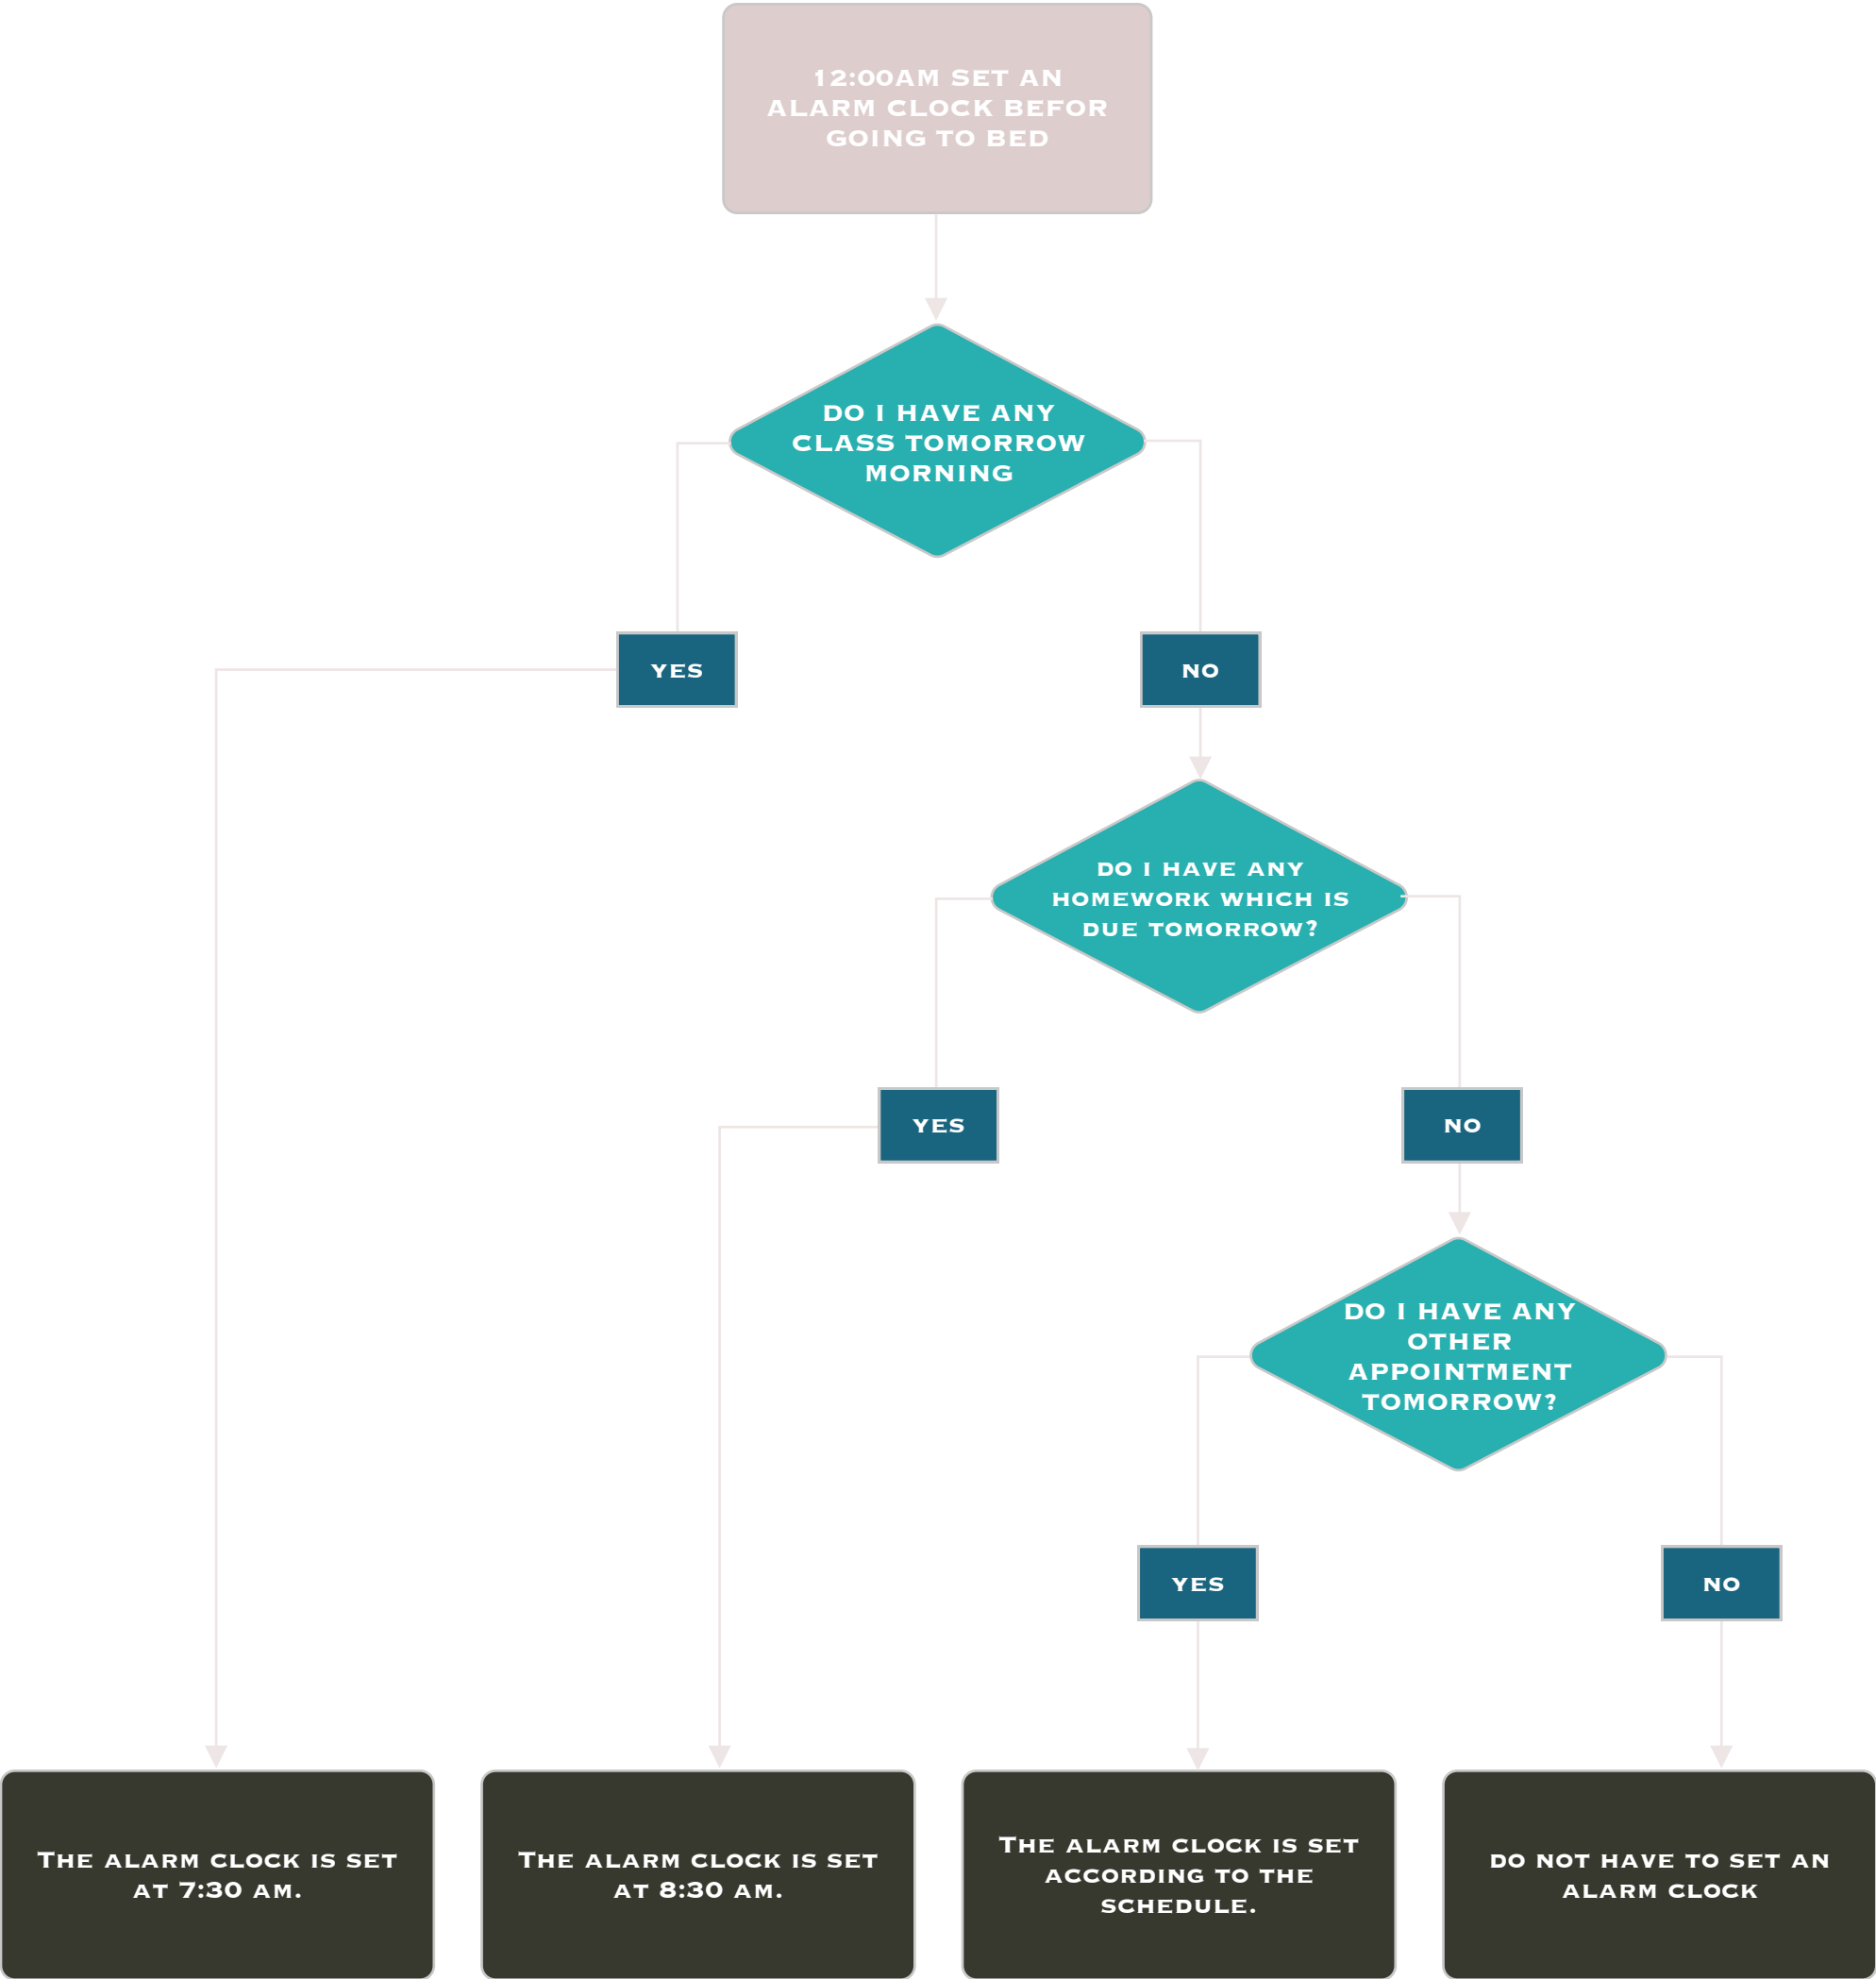 12:00AM SET AN
ALARM CLOCK BEFOR
GOING TO BED
DO I HAVE ANY
CLASS TOMORROW
MORNING
YES
NO
DO I HAVE ANY
HOMEWORK WHICH IS
DUE TOMORROW?
YES
NO
DO I HAVE ANY
OTHER
APPOINTMENT
TOMORROW?
YES
NO
THE ALARM CLOCK IS SET
AT 7:30 AM.
THE ALARM CLOCK IS SET
AT 8:30 AM.
THE ALARM CLOCK IS SET
ACCORDING TO THE
SCHEDULE.
DO NOT HAVE TO SET AN
ALARM CLOCK